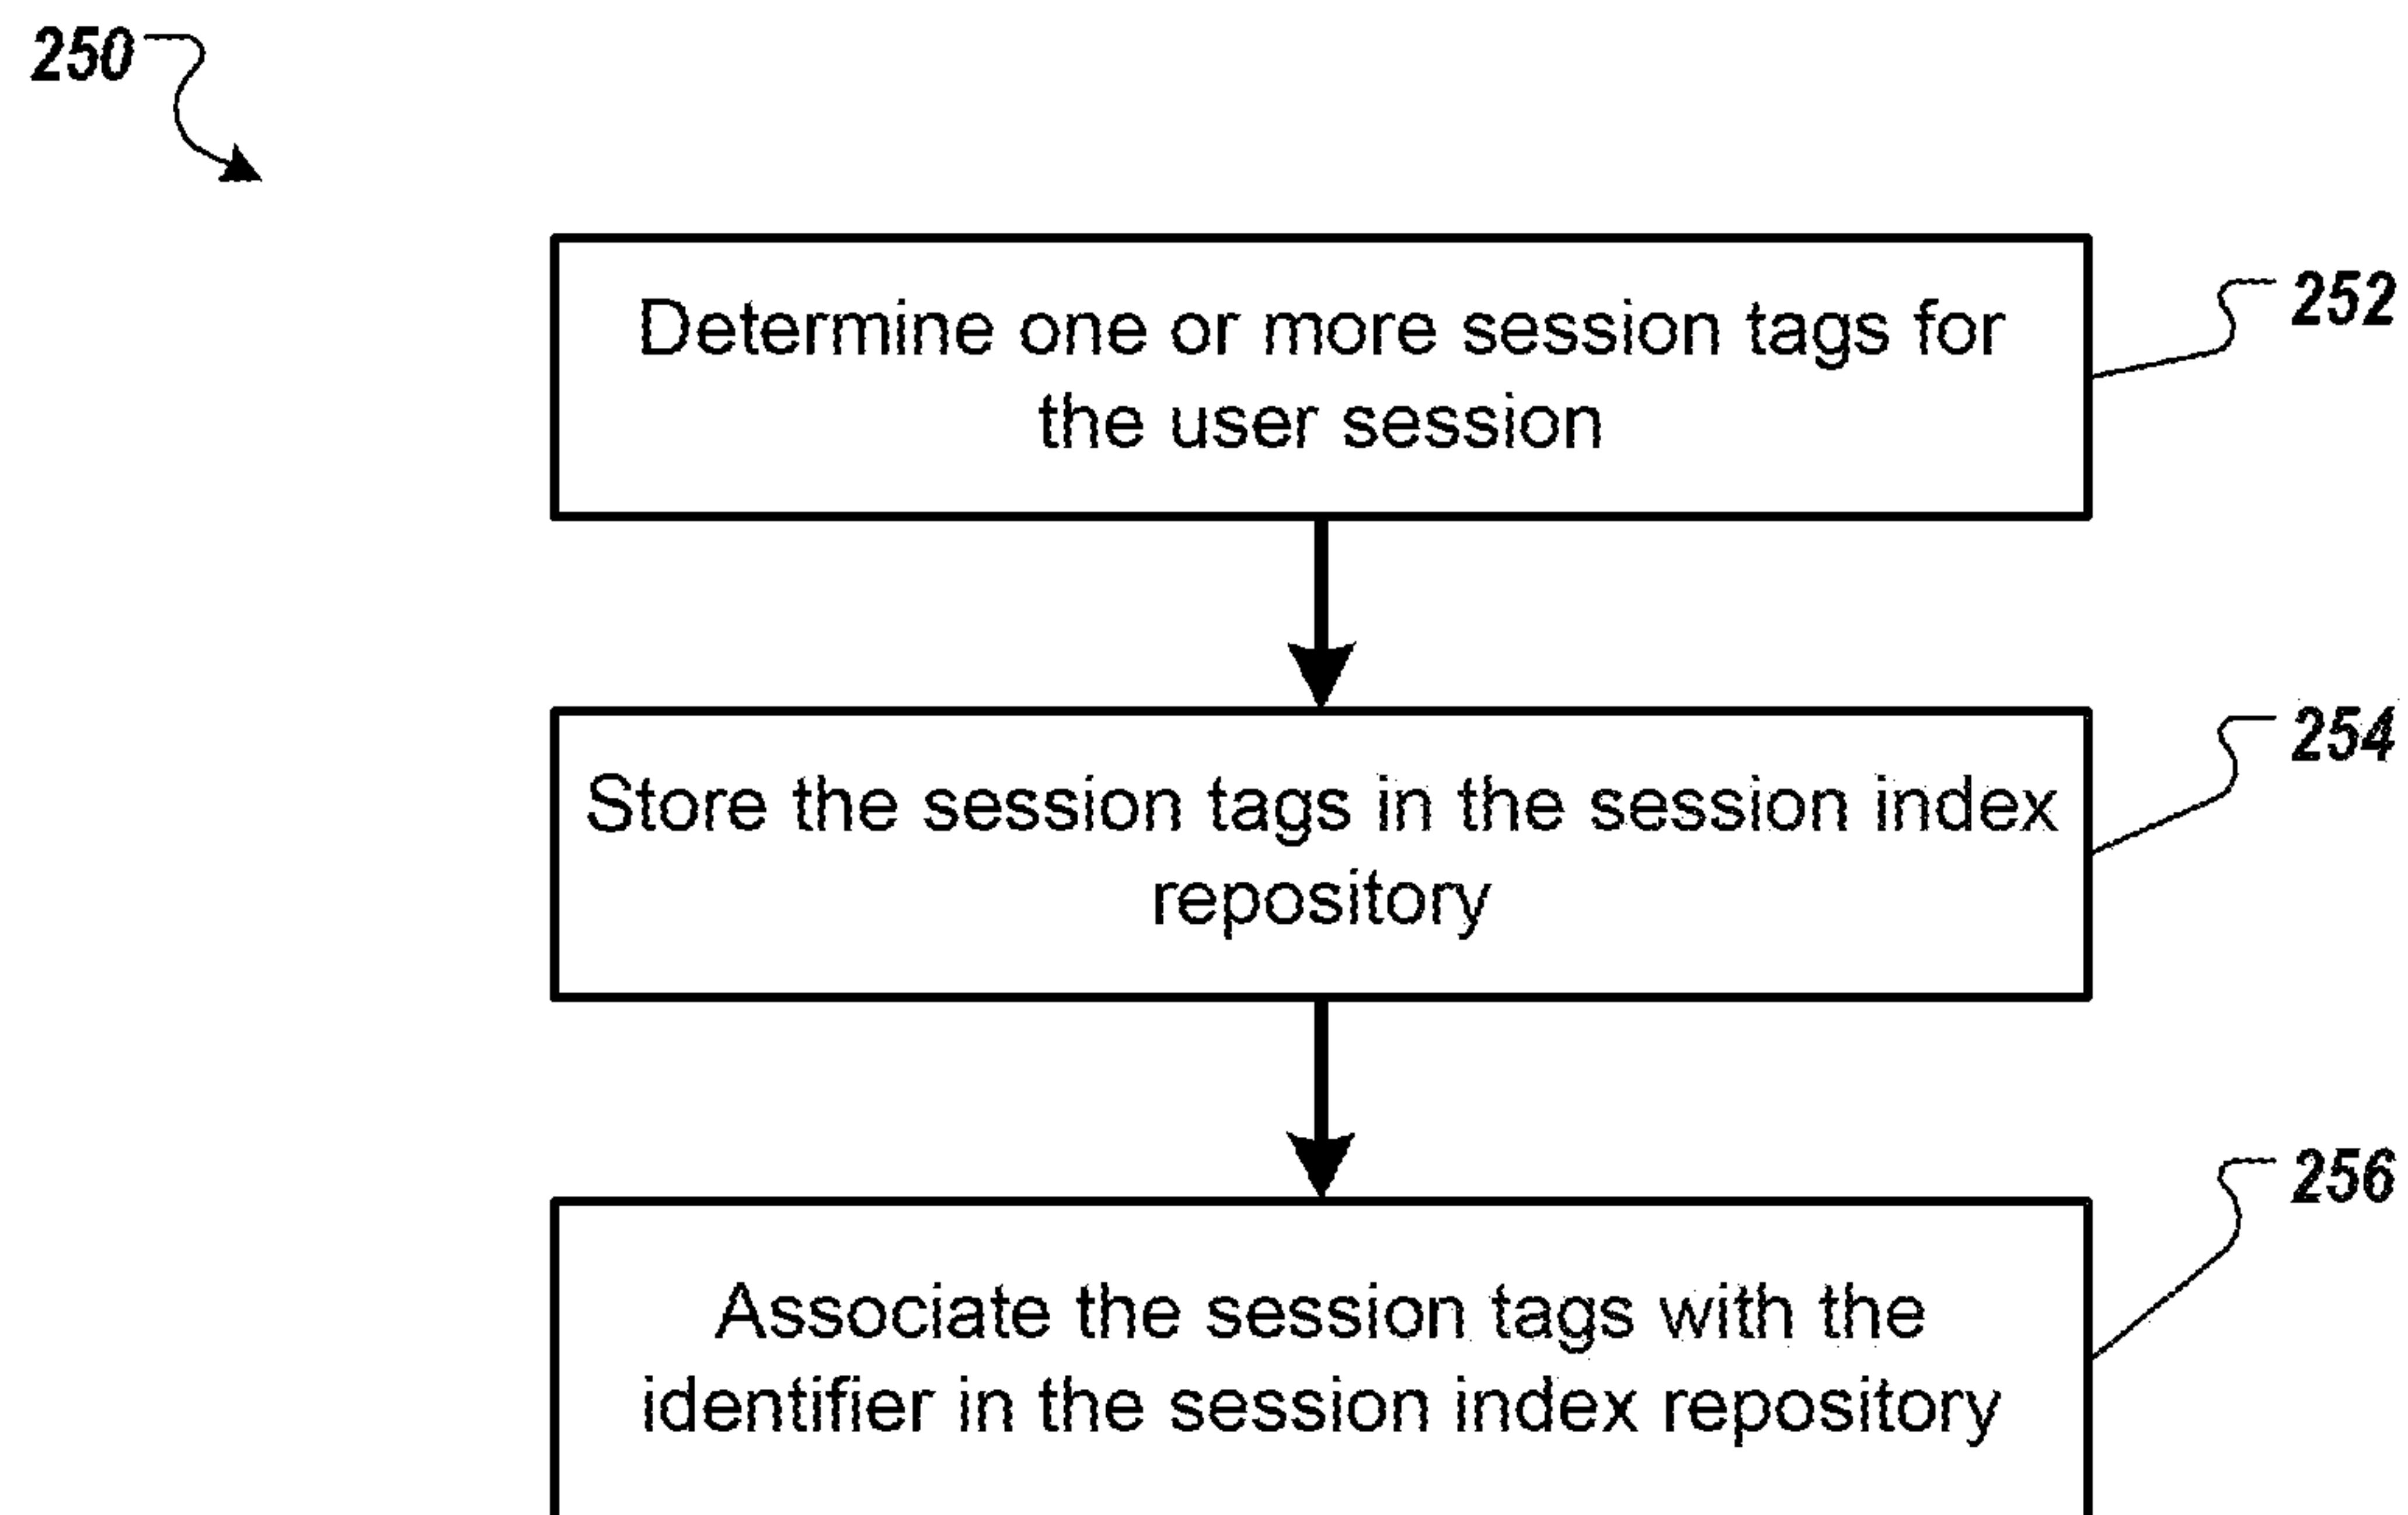 250
Determine one or more session tags for
the user session
252
Store the session tags in the session index
repository
254
Associate the session tags with the
identifier in the session index repository
256